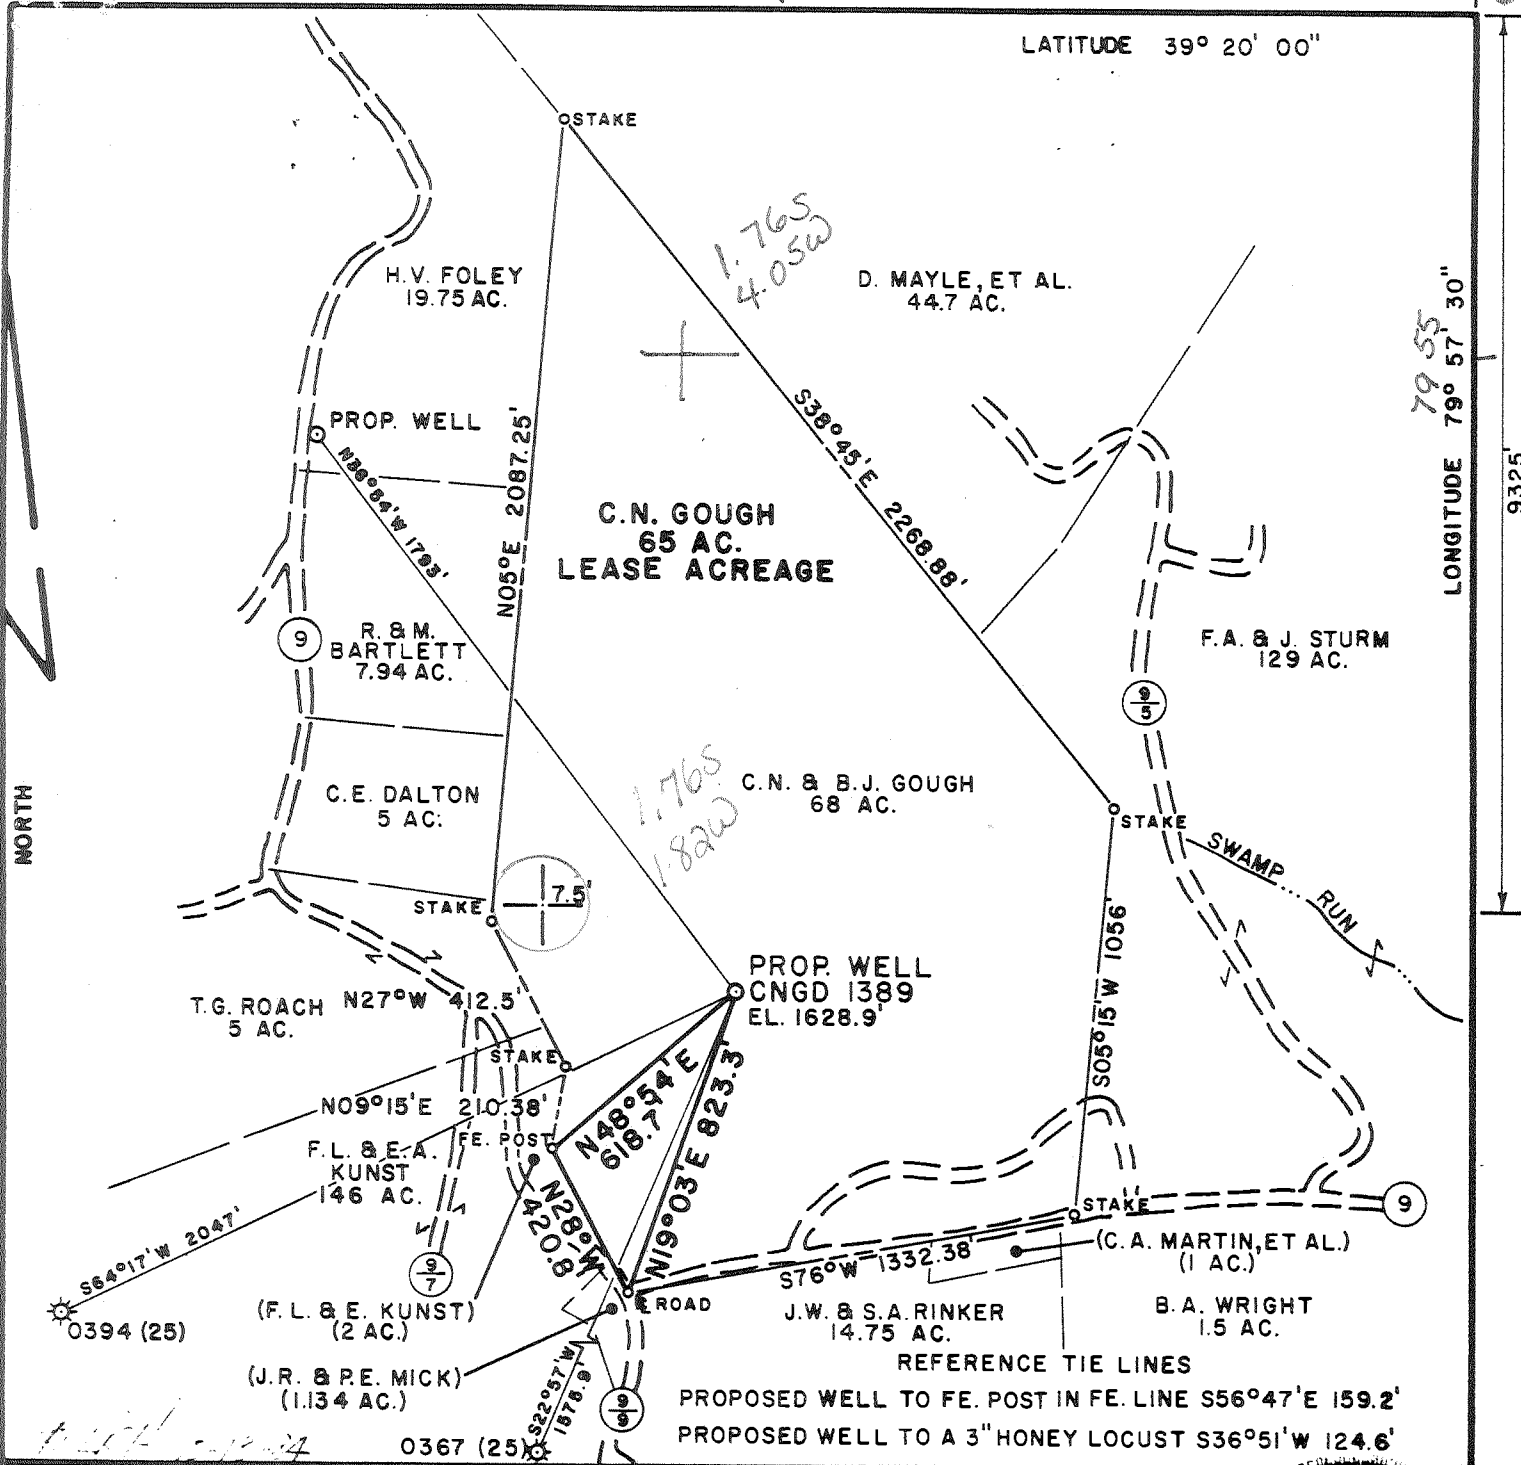 LATITUDE 39° 20' 00"
STAKE
1.76S
4.05W
H.V. FOLEY
19.75 AC.
D. MAYLE, ET AL.
44.7 AC.
LONGITUDE 79° 57' 30"
79 55
9325'
PROP. WELL
N38°54'W 1793'
N05°E 2087.25'
S38°45'E 2268.88'
C.N. GOUGH
65 AC.
LEASE ACREAGE
9
R. & M.
BARTLETT
7.94 AC.
F.A. & J. STURM
129 AC.
9
5
NORTH
C.E. DALTON
5 AC.
1.76S
1.82W
C.N. & B.J. GOUGH
68 AC.
STAKE
SWAMP RUN
STAKE
7.5'
S05°15'W 1056'
PROP. WELL
CNGD 1389
EL. 1628.9'
T.G. ROACH
5 AC.
N27°W 412.5'
STAKE
N09°15'E 210.38'
FE. POST
N48°54'E
618.7'
N19°03'E 823.3'
F.L. & E.A.
KUNST
146 AC.
N28°W
420.8'
STAKE
9
S64°17'W 2047'
9
7
S76°W 1332.38'
(C.A. MARTIN, ET AL.)
(1 AC.)
0394 (25)
(F.L. & E. KUNST)
(2 AC.)
℄ ROAD
J.W. & S.A. RINKER
14.75 AC.
B.A. WRIGHT
1.5 AC.
(J.R. & P.E. MICK)
(1.134 AC.)
S22°57'W
1578.9'
9
9
REFERENCE TIE LINES
PROPOSED WELL TO FE. POST IN FE. LINE S56°47'E 159.2'
0367 (25)
PROPOSED WELL TO A 3" HONEY LOCUST S36°51'W 124.6'